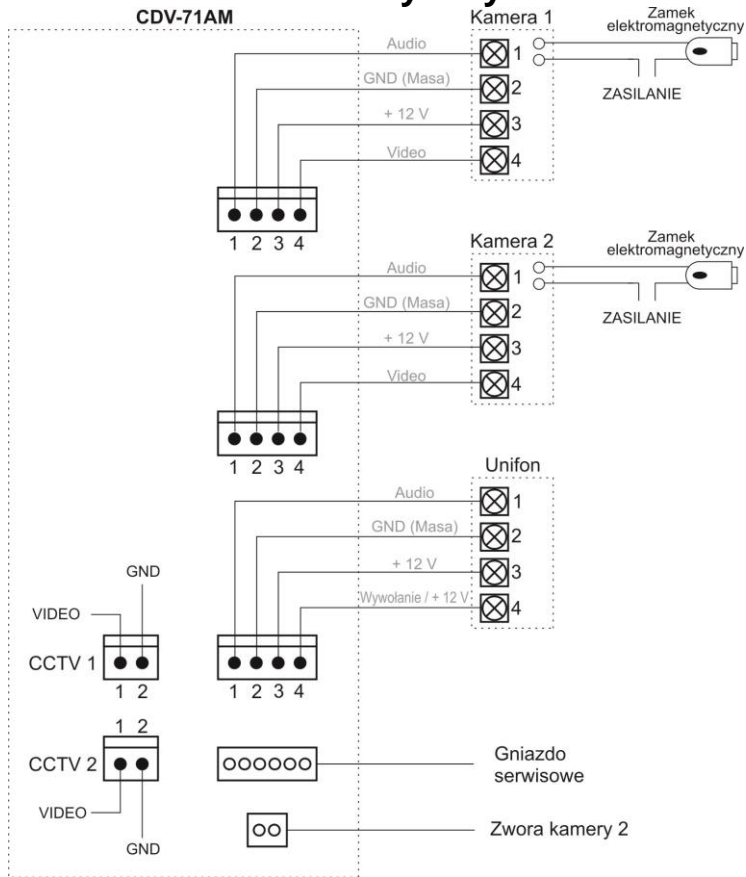 CDV-71AM
Kamera 1
Zamek
elektromagnetyczny
Audio
1
GND (Masa)
2
ZASILANIE
+ 12 V
3
Video
4
1 2 3 4
Kamera 2
Zamek
elektromagnetyczny
Audio
1
GND (Masa)
2
ZASILANIE
+ 12 V
3
Video
4
1 2 3 4
Unifon
Audio
1
GND (Masa)
2
+ 12 V
3
Wywołanie / + 12 V
4
GND
VIDEO
CCTV 1
1 2
1 2 3 4
1 2
CCTV 2
VIDEO
GND
Gniazdo
serwisowe
Zwora kamery 2